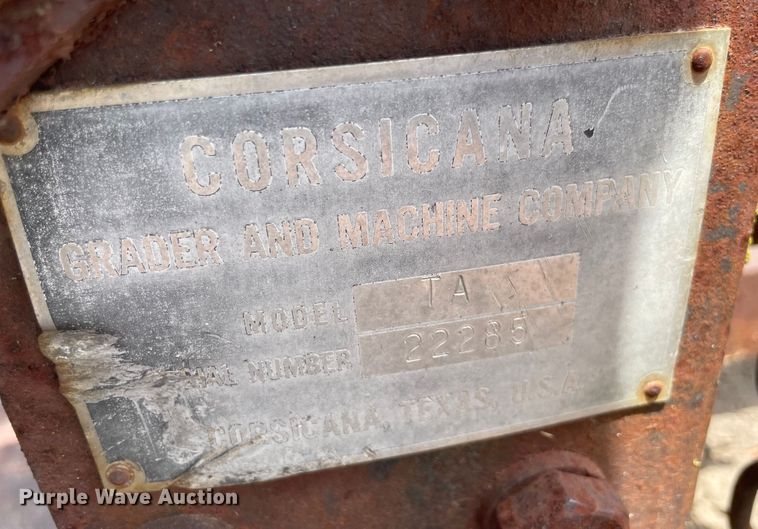 CORSICANA
GRADER AND MACHINE COMPANY
MODEL TA
NUMBER 22285
CORSICANA, TEXAS, U.S.A.
Purple Wave Auction